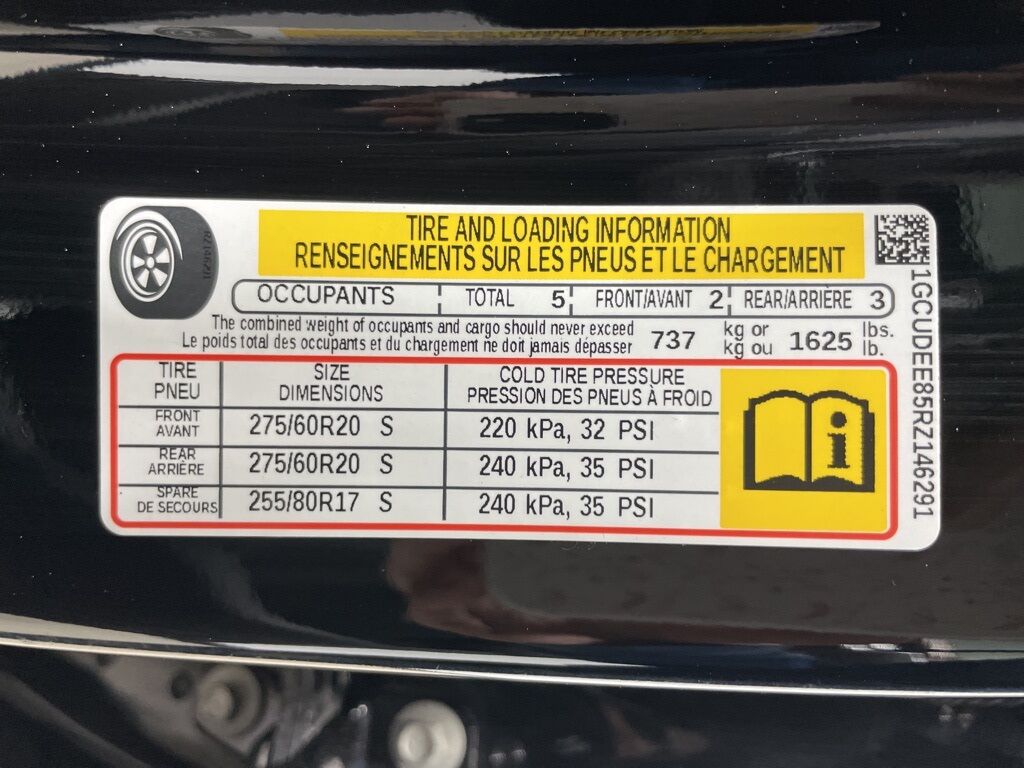 TIRE AND LOADING INFORMATION
RENSEIGNEMENTS SUR LES PNEUS ET LE CHARGEMENT
OCCUPANTS TOTAL 5 FRONT/AVANT 2 REAR/ARRIÈRE 3
The combined weight of occupants and cargo should never exceed 737 kg or 1625 lbs.
Le poids total des occupants et du chargement ne doit jamais dépasser kg ou lb.
TIRE SIZE COLD TIRE PRESSURE
PNEU DIMENSIONS PRESSION DES PNEUS À FROID
FRONT
AVANT 275/60R20 S 220 kPa, 32 PSI
REAR
ARRIÈRE 275/60R20 S 240 kPa, 35 PSI
SPARE
DE SECOURS 255/80R17 S 240 kPa, 35 PSI
i
1GCUDEE85RZ146291